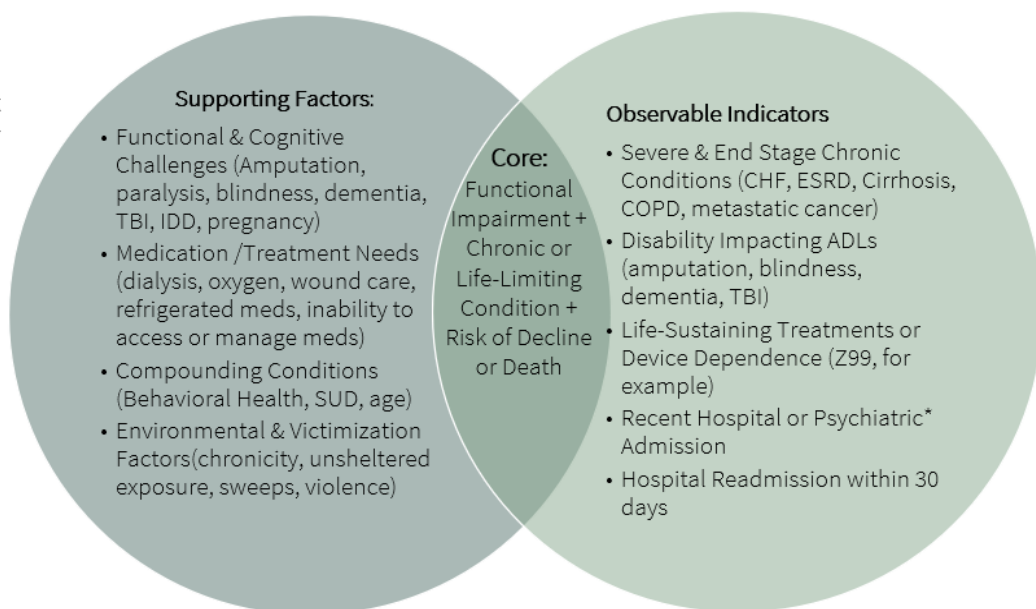 Supporting Factors:
• Functional & Cognitive
Challenges (Amputation,
paralysis, blindness, dementia,
TBI, IDD, pregnancy)
• Medication /Treatment Needs
(dialysis, oxygen, wound care,
refrigerated meds, inability to
access or manage meds)
• Compounding Conditions
(Behavioral Health, SUD, age)
• Environmental & Victimization
Factors(chronicity, unsheltered
exposure, sweeps, violence)
Core:
Functional
Impairment +
Chronic or
Life-Limiting
Condition +
Risk of Decline
or Death
Observable Indicators
• Severe & End Stage Chronic
Conditions (CHF, ESRD, Cirrhosis,
COPD, metastatic cancer)
• Disability Impacting ADLs
(amputation, blindness,
dementia, TBI)
• Life-Sustaining Treatments or
Device Dependence (Z99, for
example)
• Recent Hospital or Psychiatric*
Admission
• Hospital Readmission within 30
days